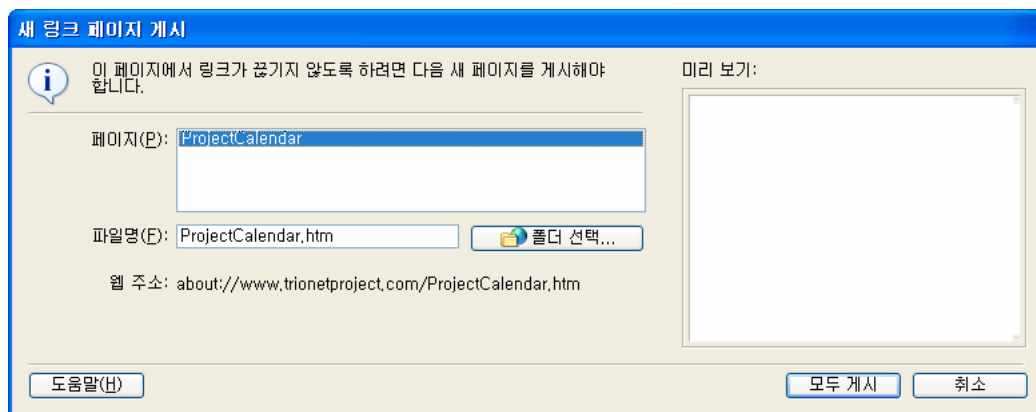 새 링크 페이지 게시
이 페이지에서 링크가 끊기지 않도록 하려면 다음 새 페이지를 게시해야
합니다.
미리 보기:
페이지(P):
ProjectCalendar
파일명(F):
ProjectCalendar.htm
폴더 선택...
웹 주소: about://www.trionetproject.com/ProjectCalendar.htm
도움말(H)
모두 게시
취소